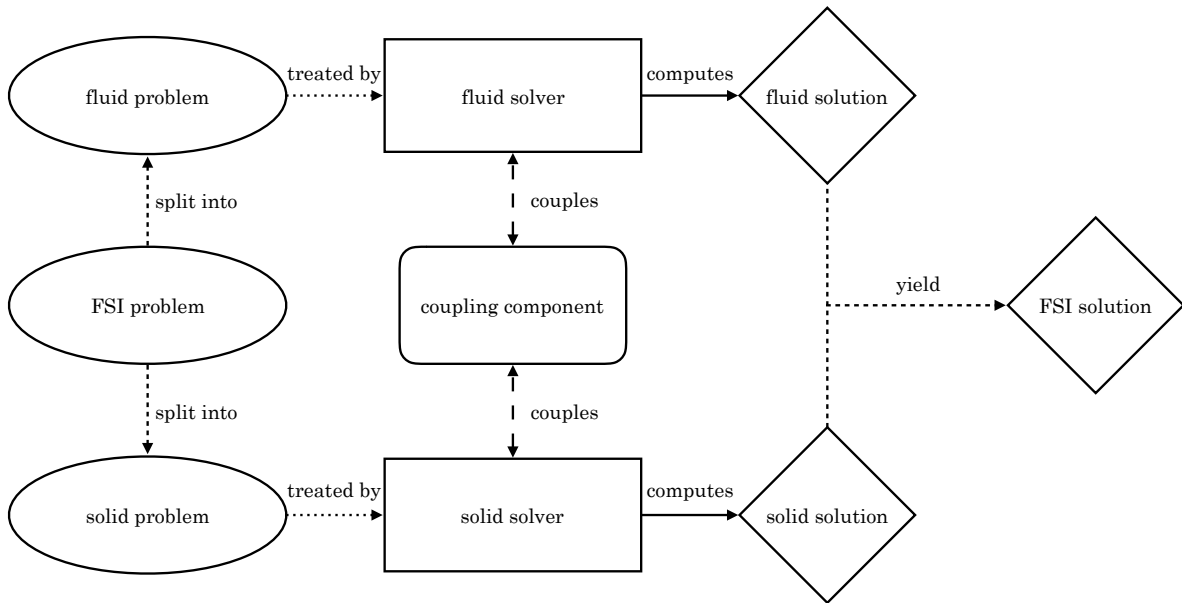 fluid problem
treated by
fluid solver
computes
fluid solution
split into
couples
FSI problem
coupling component
yield
FSI solution
split into
couples
solid problem
treated by
solid solver
computes
solid solution